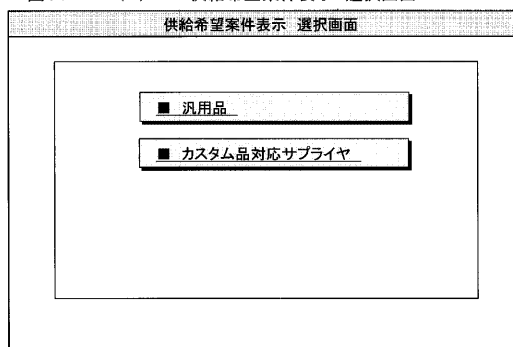 供給希望案件表示 選択画面
■ 汎用品
■ カスタム品対応サプライヤ